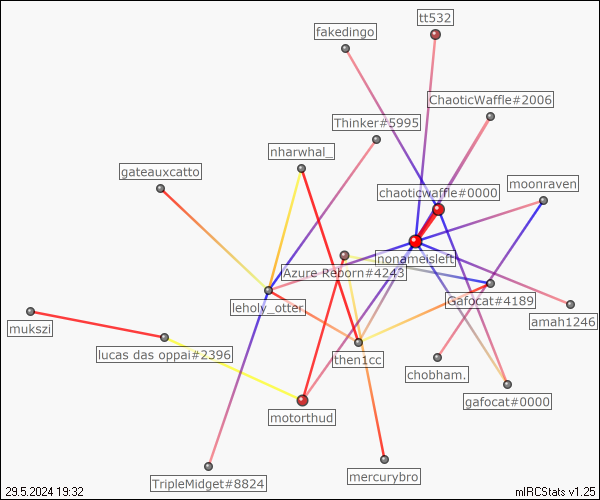 tt532
fakedingo
ChaoticWaffle#2006
Thinker#5995
nharwhal_
gateauxcatto
chaoticwaffle#0000
moonraven
nonameisleft
Azure Reborn#4243
Gafocat#4189
leholy_otter
amah1246
mukszi
lucas das oppai#2396
then1cc
chobham.
gafocat#0000
motorthud
mercurybro
TripleMidget#8824
29.5.2024 19:32
mIRCStats v1.25